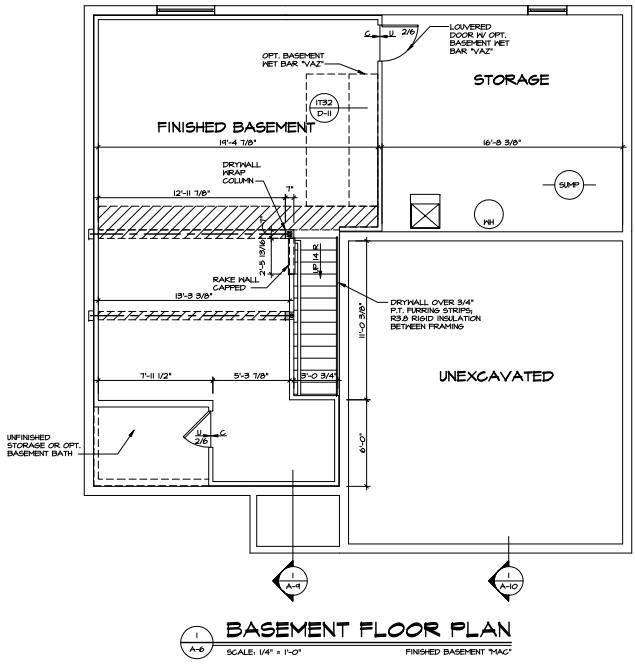 LOUVERED
DOOR W/ OPT.
BASEMENT WET
BAR "VAZ"
C U 2/6
OPT. BASEMENT
WET BAR "VAZ"
STORAGE
IT32
D-11
FINISHED BASEMENT
19'-4 7/8"
16'-8 3/8"
DRYWALL
WRAP
COLUMN
12'-11 7/8"
7"
SUMP
WH
7"
2'-5 13/16"
UP 14 R
RAKE WALL
CAPPED
13'-3 3/8"
DRYWALL OVER 3/4"
P.T. FURRING STRIPS;
R3.8 RIGID INSULATION
BETWEEN FRAMING
11'-0 3/8"
7'-11 1/2"
5'-3 7/8"
3'-0 3/4"
UNEXCAVATED
UNFINISHED
STORAGE OR OPT.
BASEMENT BATH
U C
2/6
6'-0"
1
A-9
1
A-10
1
A-6
BASEMENT FLOOR PLAN
SCALE: 1/4" = 1'-0"
FINISHED BASEMENT "MAC"